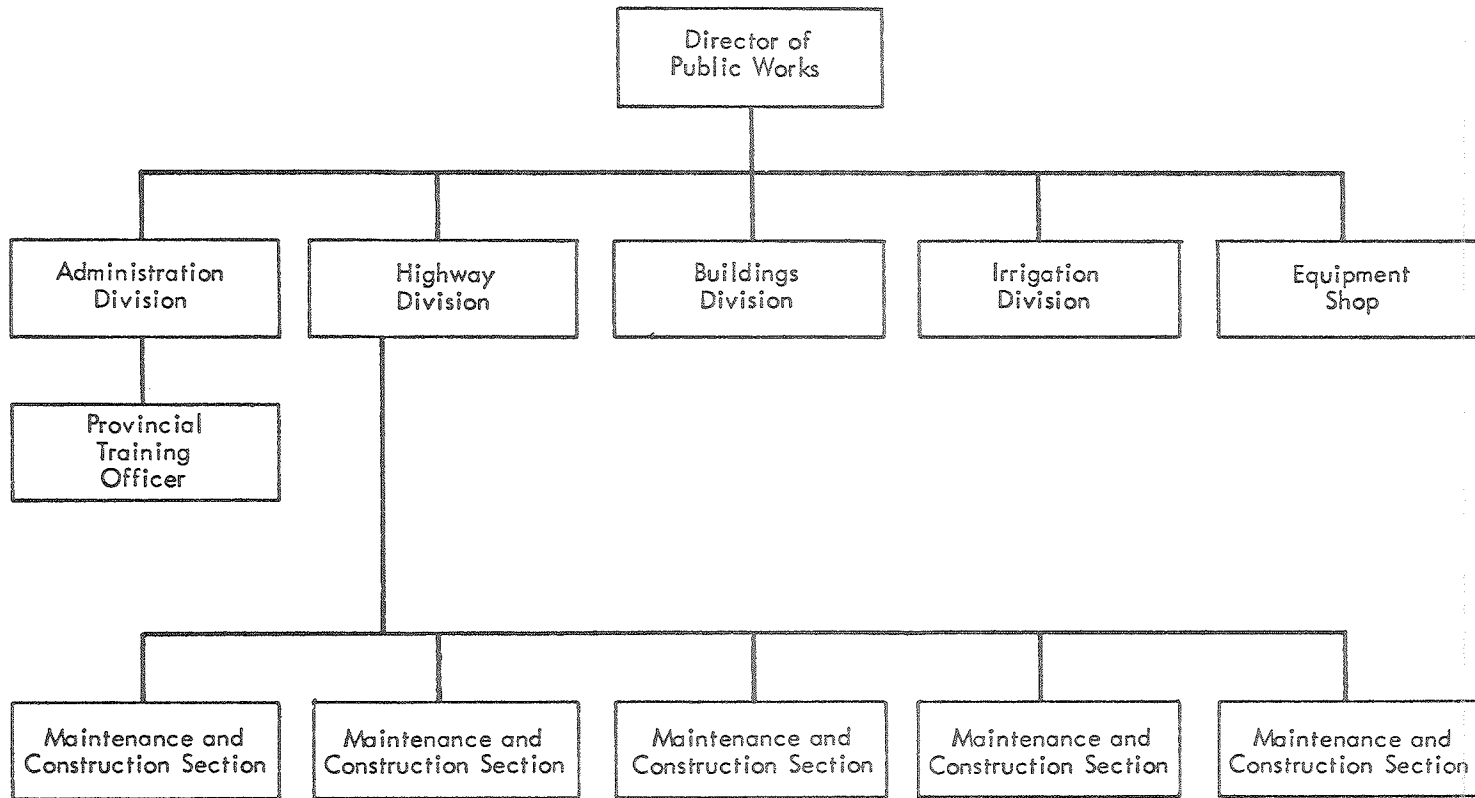 Director of
Public Works
Administration
Division
Highway
Division
Buildings
Division
Irrigation
Division
Equipment
Shop
Provincial
Training
Officer
Maintenance and
Construction Section
Maintenance and
Construction Section
Maintenance and
Construction Section
Maintenance and
Construction Section
Maintenance and
Construction Section